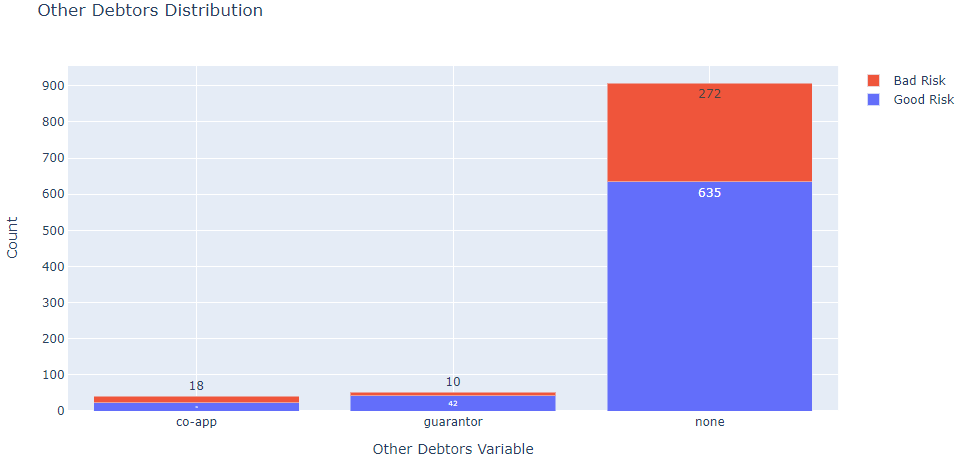 Other Debtors Distribution
Bad Risk
Good Risk
Count
900
800
700
600
500
400
300
200
100
0
272
635
18
10
42
co-app
guarantor
none
Other Debtors Variable